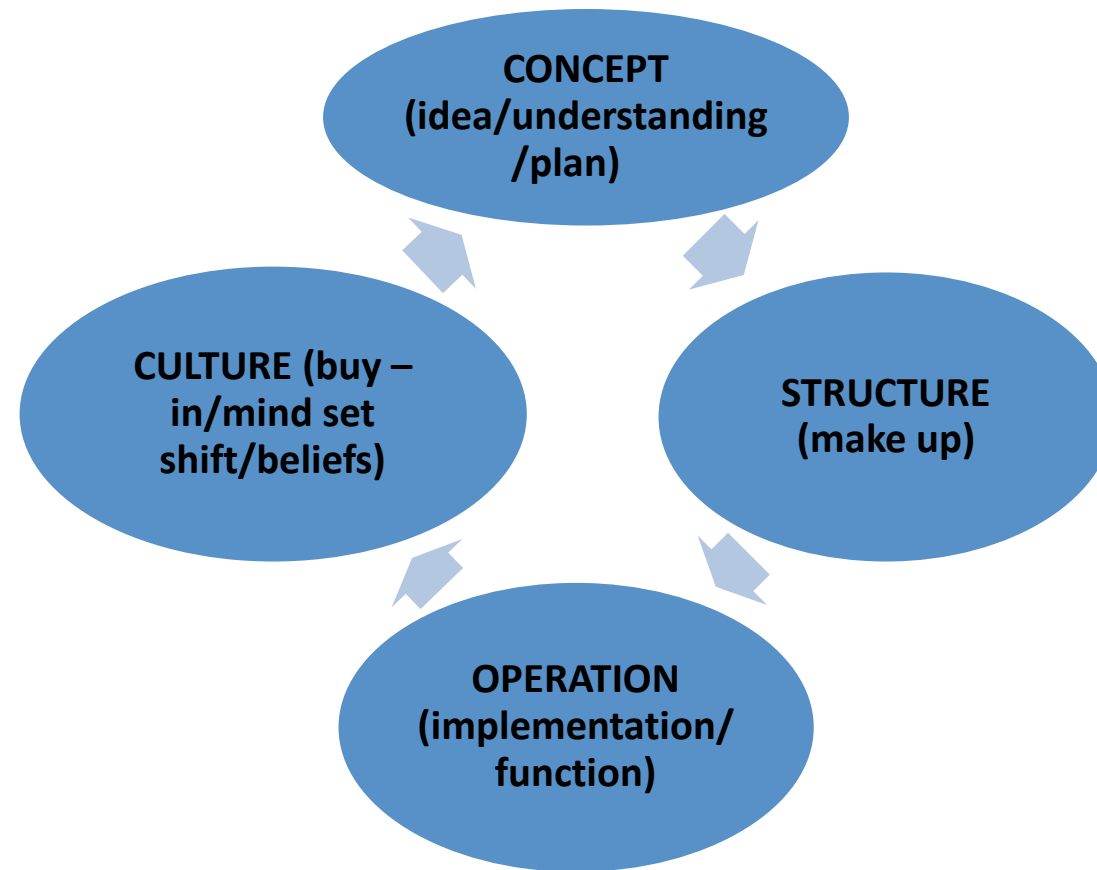 CONCEPT
(idea/understanding
/plan)
CULTURE (buy –
in/mind set
shift/beliefs)
STRUCTURE
(make up)
OPERATION
(implementation/
function)